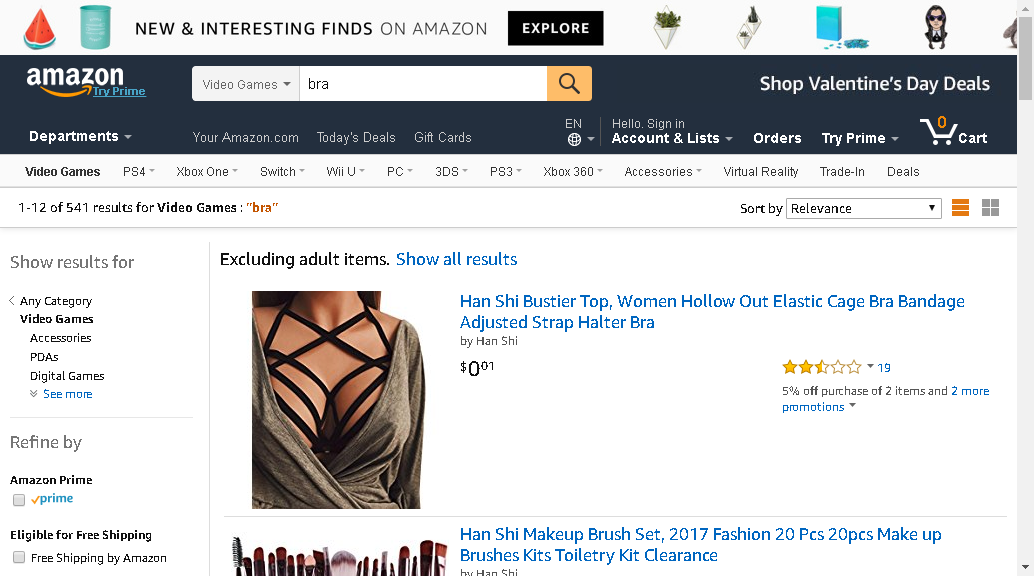 NEW & INTERESTING FINDS ON AMAZON EXPLORE
amazon
Try Prime
Video Games bra
Shop Valentine's Day Deals
Departments Your Amazon.com Today's Deals Gift Cards
EN
Hello. Sign in
Account & Lists Orders Try Prime 0 Cart
Video Games PS4 Xbox One Switch Wii U PC 3DS PS3 Xbox 360 Accessories Virtual Reality Trade-In Deals
1-12 of 541 results for Video Games : "bra"
Sort by Relevance
Show results for
Any Category
Video Games
Accessories
PDAs
Digital Games
See more
Refine by
Amazon Prime
prime
Eligible for Free Shipping
Free Shipping by Amazon
Excluding adult items. Show all results
Han Shi Bustier Top, Women Hollow Out Elastic Cage Bra Bandage
Adjusted Strap Halter Bra
by Han Shi
$0.01
19
5% off purchase of 2 items and 2 more
promotions
Han Shi Makeup Brush Set, 2017 Fashion 20 Pcs 20pcs Make up
Brushes Kits Toiletry Kit Clearance
by Han Shi